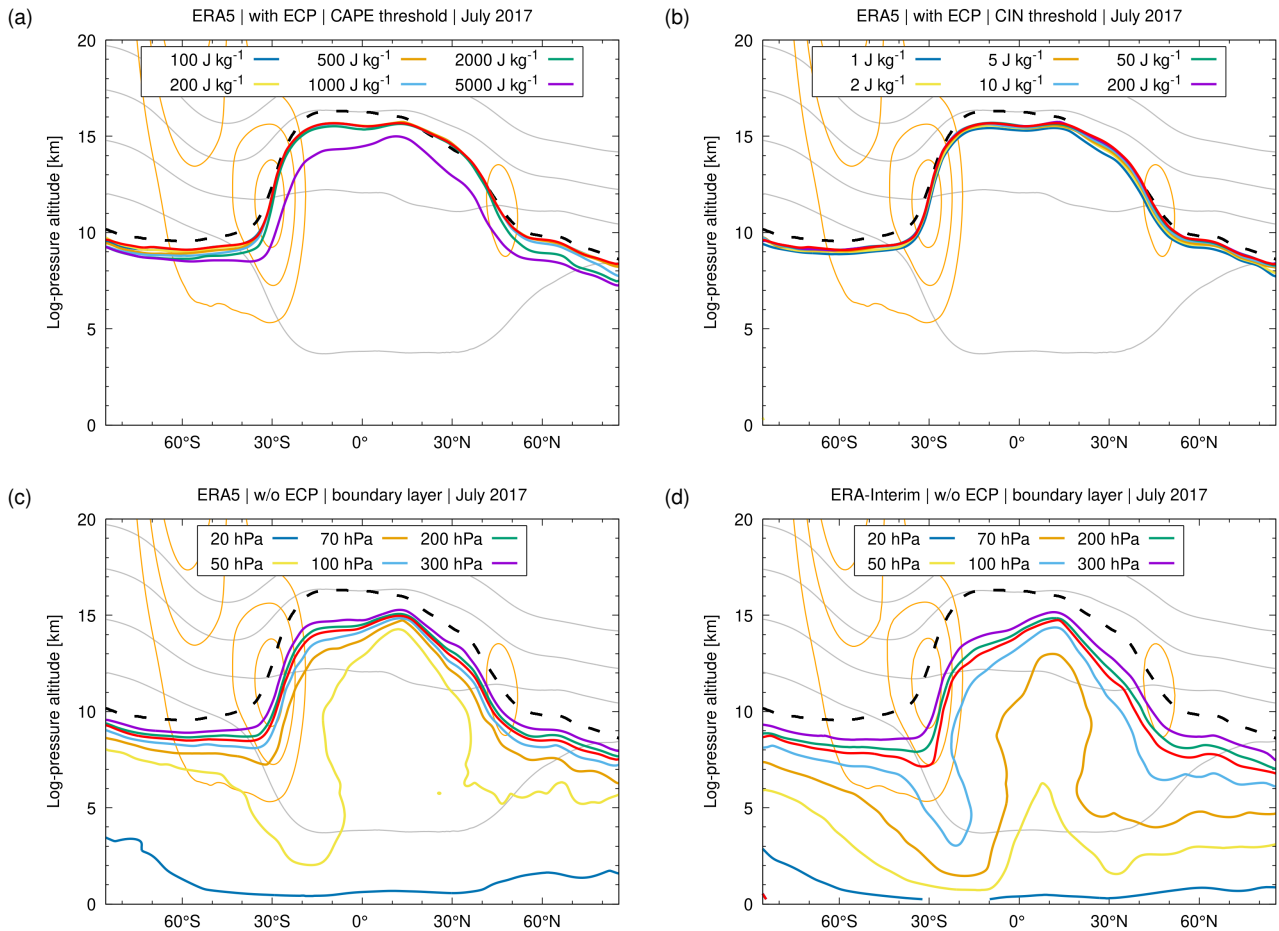 (a)
ERA5 | with ECP | CAPE threshold | July 2017
100 J kg⁻¹ 500 J kg⁻¹ 2000 J kg⁻¹
200 J kg⁻¹ 1000 J kg⁻¹ 5000 J kg⁻¹
Log-pressure altitude [km]
20
15
10
5
0
60°S 30°S 0° 30°N 60°N
(b)
ERA5 | with ECP | CIN threshold | July 2017
1 J kg⁻¹ 5 J kg⁻¹ 50 J kg⁻¹
2 J kg⁻¹ 10 J kg⁻¹ 200 J kg⁻¹
Log-pressure altitude [km]
20
15
10
5
0
60°S 30°S 0° 30°N 60°N
(c)
ERA5 | w/o ECP | boundary layer | July 2017
20 hPa 70 hPa 200 hPa
50 hPa 100 hPa 300 hPa
Log-pressure altitude [km]
20
15
10
5
0
60°S 30°S 0° 30°N 60°N
(d)
ERA-Interim | w/o ECP | boundary layer | July 2017
20 hPa 70 hPa 200 hPa
50 hPa 100 hPa 300 hPa
Log-pressure altitude [km]
20
15
10
5
0
60°S 30°S 0° 30°N 60°N